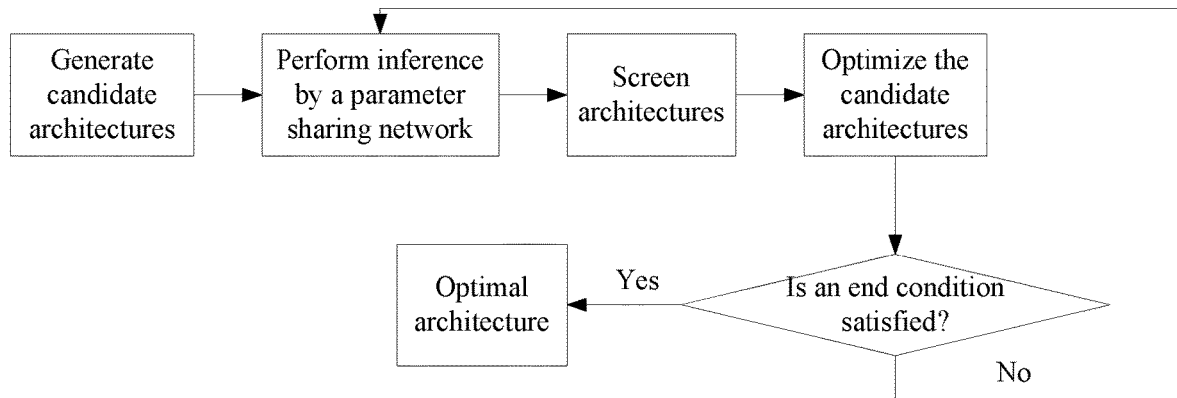 Generate
candidate
architectures
Perform inference
by a parameter
sharing network
Screen
architectures
Optimize the
candidate
architectures
Optimal
architecture
Yes
Is an end condition
satisfied?
No